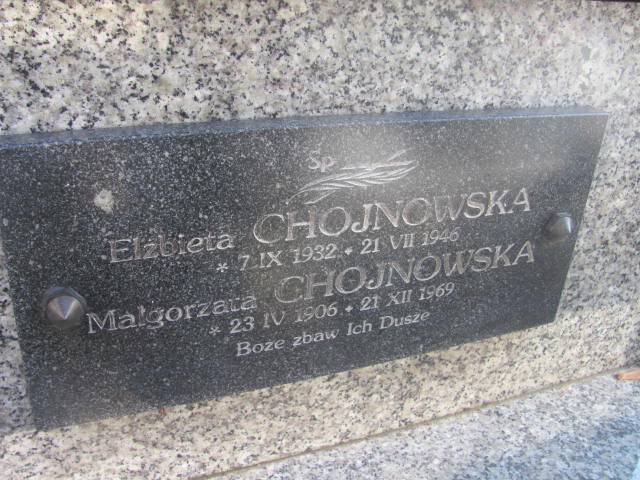 Śp.
Elżbieta CHOJNOWSKA
* 7 IX 1932 + 21 VII 1946
Małgorzata CHOJNOWSKA
* 23 IV 1906 + 21 XII 1969
Boże zbaw Ich Dusze